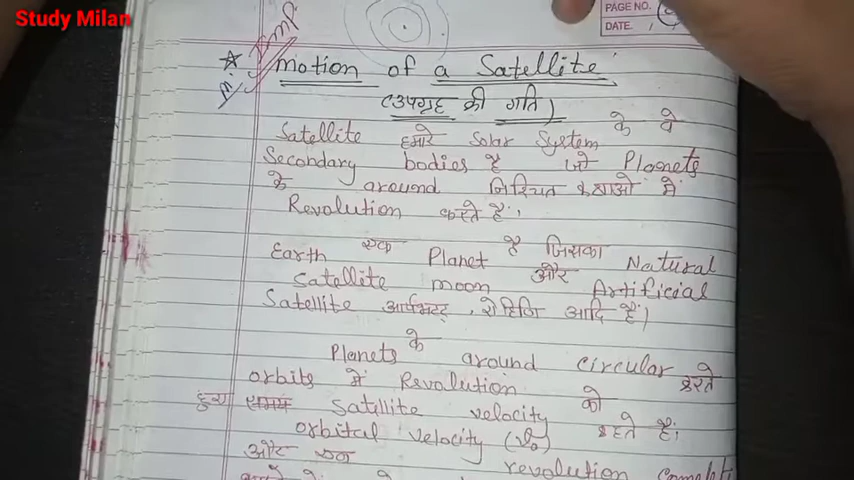 Study Milan
PAGE NO.
DATE
Imp
motion of a Satellite
(उपग्रह की गति)
Satellite हमारे Solar System के वे
Secondary bodies है जो Planets
के around निश्चित कक्षाओ में
Revolution करते हैं,
Earth एक Planet है जिसका Natural
Satellite moon और Artificial
Satellite आर्यभट्ट, रोहिणि आदि हैं।
Planets के around circular
orbits में Revolution करते
हुए Satellite velocity को
orbital velocity (v₀) कहते हैं।
और एक revolution complete